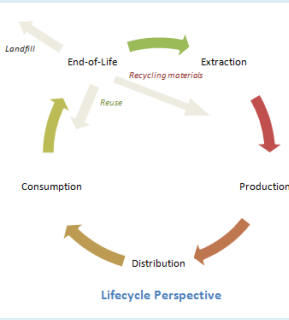 Landfill
End-of-Life
Extraction
Recycling materials
Reuse
Consumption
Production
Distribution
Lifecycle Perspective